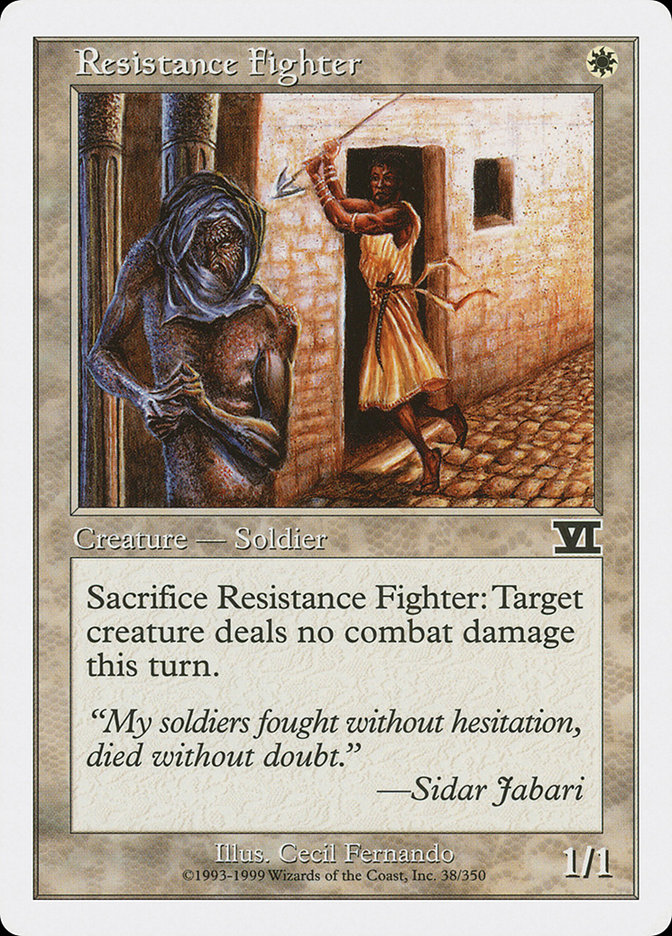 Resistance Fighter
Creature — Soldier
VI
Sacrifice Resistance Fighter: Target
creature deals no combat damage
this turn.
“My soldiers fought without hesitation,
died without doubt.”
—Sidar Jabari
Illus. Cecil Fernando
©1993-1999 Wizards of the Coast, Inc. 38/350
1/1